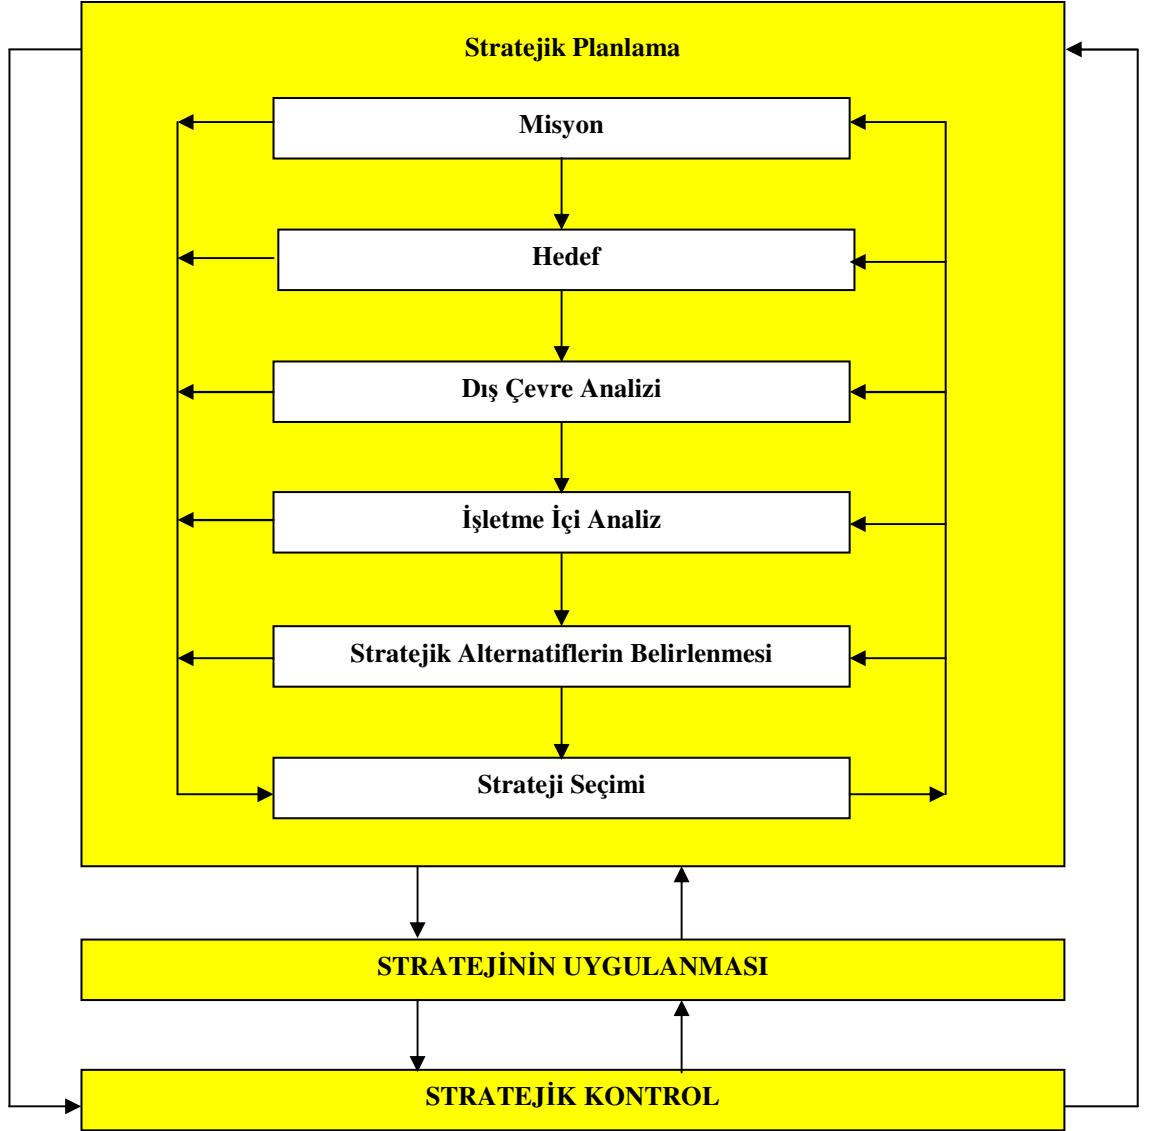 Stratejik Planlama
Misyon
Hedef
Dış Çevre Analizi
İşletme İçi Analiz
Stratejik Alternatiflerin Belirlenmesi
Strateji Seçimi
STRATEJİNİN UYGULANMASI
STRATEJİK KONTROL